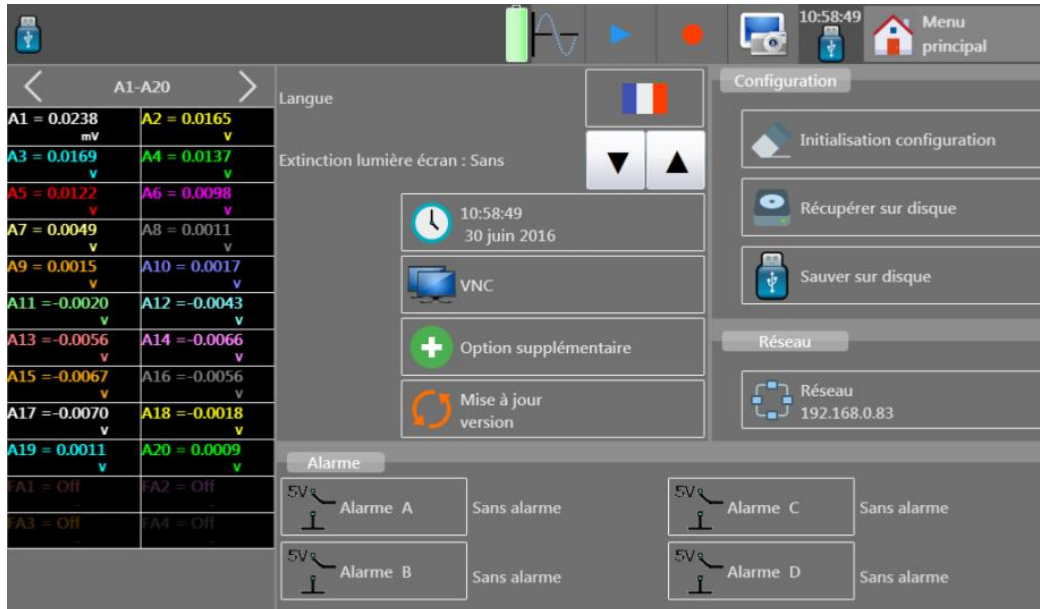 10:58:49
Menu
principal
A1-A20
A1 = 0.0238
mV
A2 = 0.0165
V
A3 = 0.0169
V
A4 = 0.0137
V
A5 = 0.0122
V
A6 = 0.0098
V
A7 = 0.0049
V
A8 = 0.0011
V
A9 = 0.0015
V
A10 = 0.0017
V
A11 =-0.0020
V
A12 =-0.0043
V
A13 =-0.0056
V
A14 =-0.0066
V
A15 =-0.0067
V
A16 =-0.0056
V
A17 =-0.0070
V
A18 =-0.0018
V
A19 = 0.0011
V
A20 = 0.0009
V
FA1 = Off
FA2 = Off
FA3 = Off
FA4 = Off
Langue
Extinction lumière écran : Sans
10:58:49
30 juin 2016
VNC
Option supplémentaire
Mise à jour
version
Configuration
Initialisation configuration
Récupérer sur disque
Sauver sur disque
Réseau
Réseau
192.168.0.83
Alarme
5V
Alarme A
Sans alarme
5V
Alarme C
Sans alarme
5V
Alarme B
Sans alarme
5V
Alarme D
Sans alarme